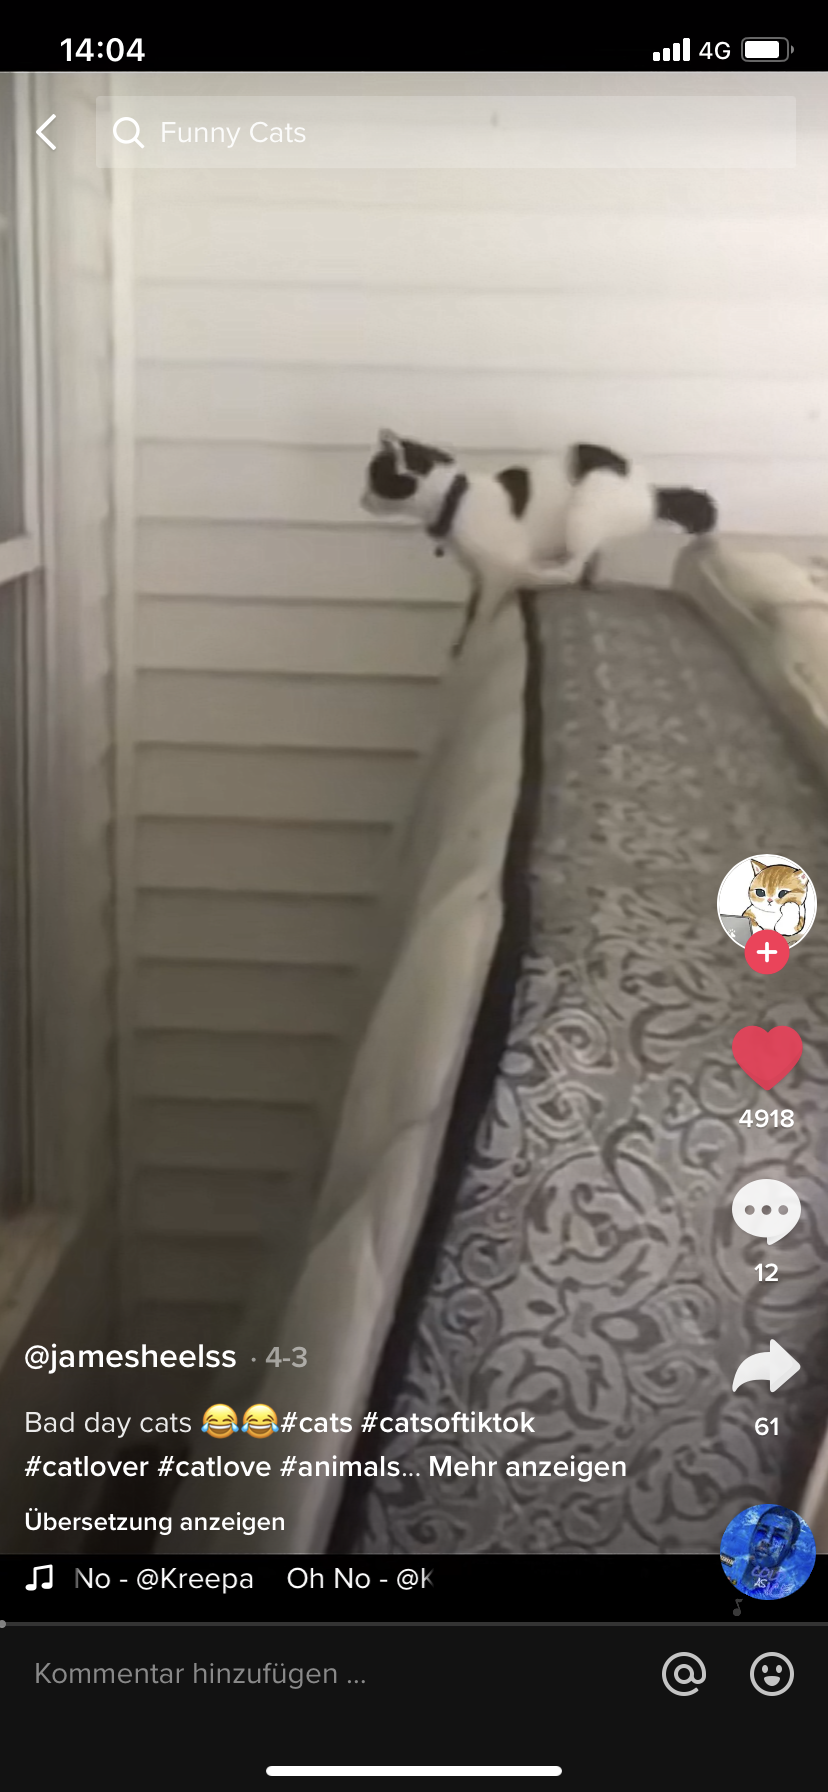 14:04
4G
Funny Cats
4918
12
61
@jamesheelss · 4-3
Bad day cats 😂😂#cats #catsoftiktok
#catlover #catlove #animals... Mehr anzeigen
Übersetzung anzeigen
No - @Kreepa Oh No - @K
Kommentar hinzufügen ...